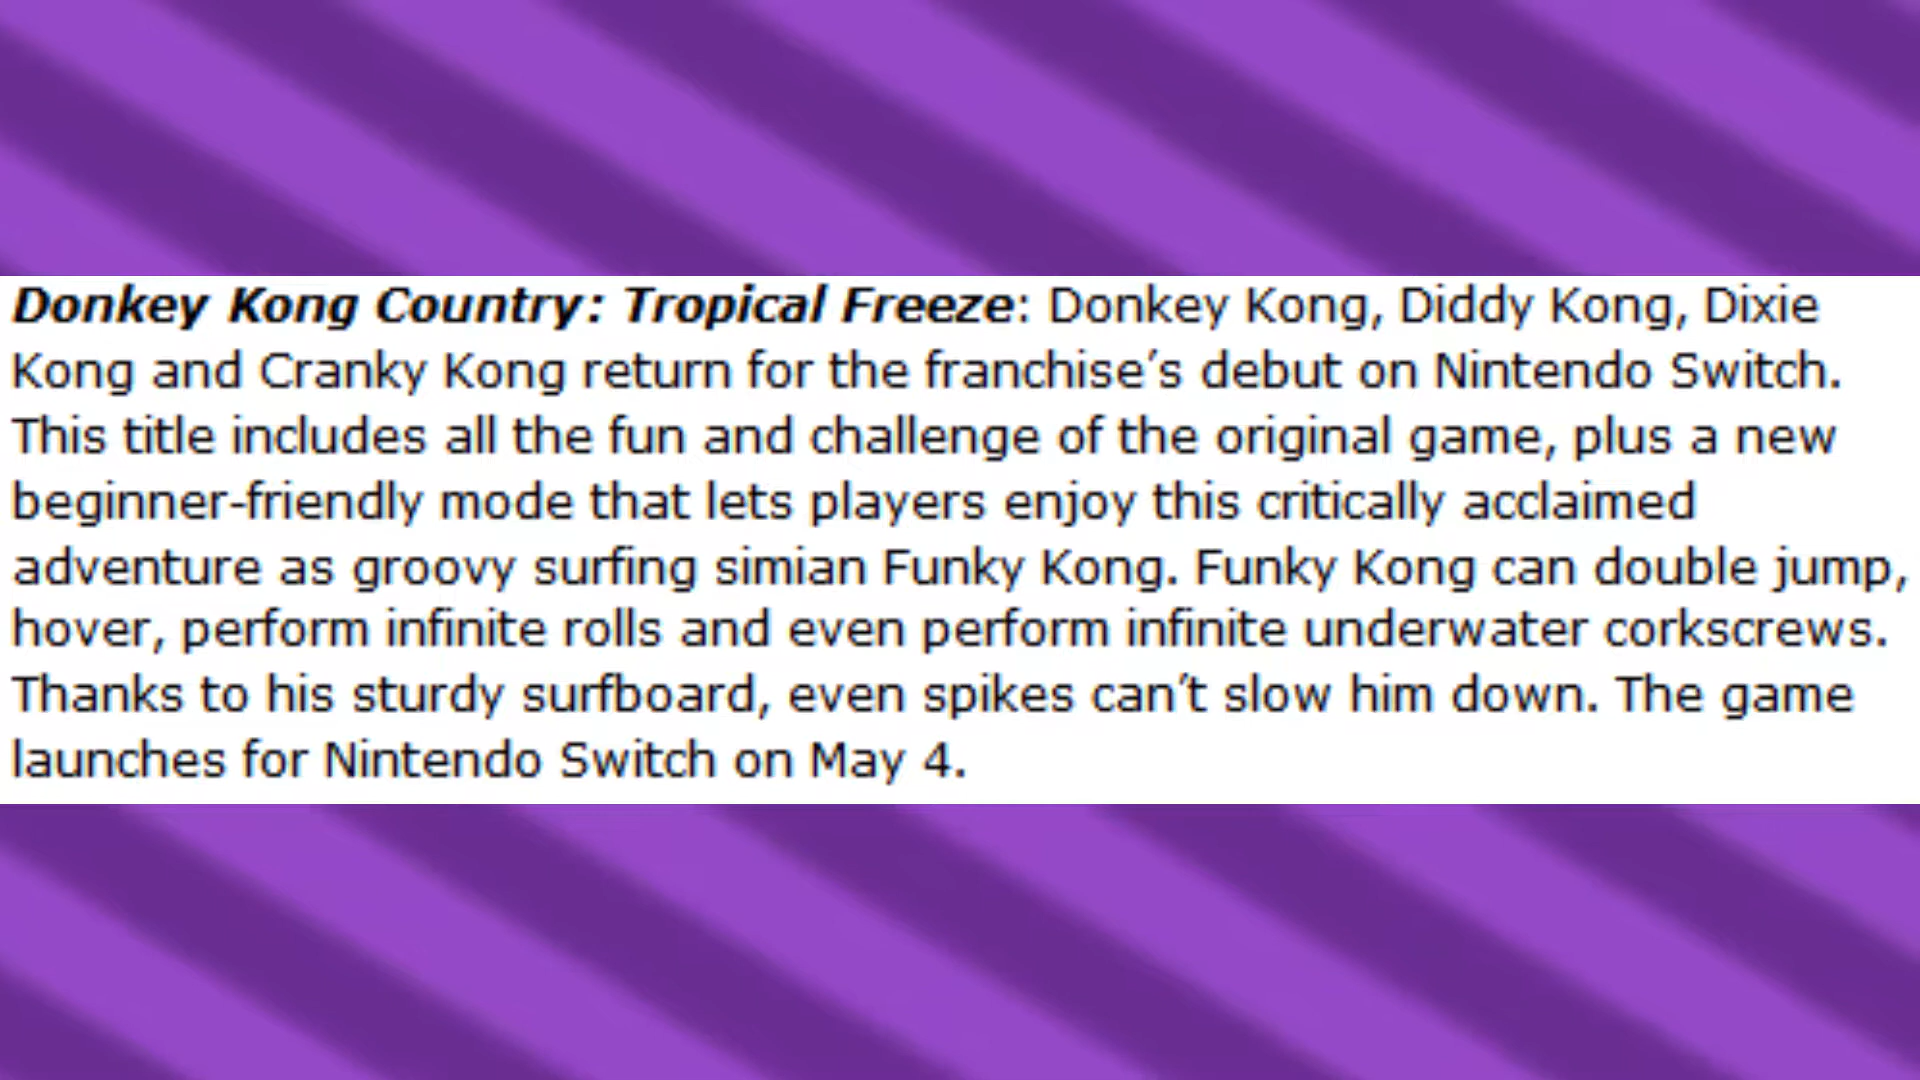 Donkey Kong Country: Tropical Freeze: Donkey Kong, Diddy Kong, Dixie
Kong and Cranky Kong return for the franchise’s debut on Nintendo Switch.
This title includes all the fun and challenge of the original game, plus a new
beginner-friendly mode that lets players enjoy this critically acclaimed
adventure as groovy surfing simian Funky Kong. Funky Kong can double jump,
hover, perform infinite rolls and even perform infinite underwater corkscrews.
Thanks to his sturdy surfboard, even spikes can’t slow him down. The game
launches for Nintendo Switch on May 4.